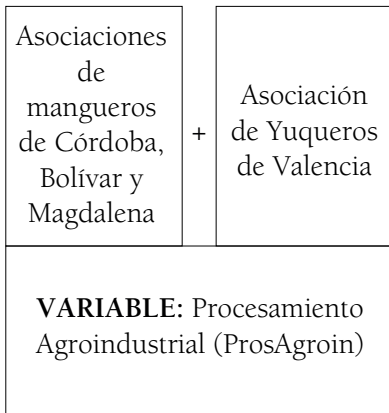 Asociaciones
de
mangueros
de Córdoba,
Bolívar y
Magdalena
+
Asociación
de Yuqueros
de Valencia
VARIABLE: Procesamiento
Agroindustrial (ProsAgroin)